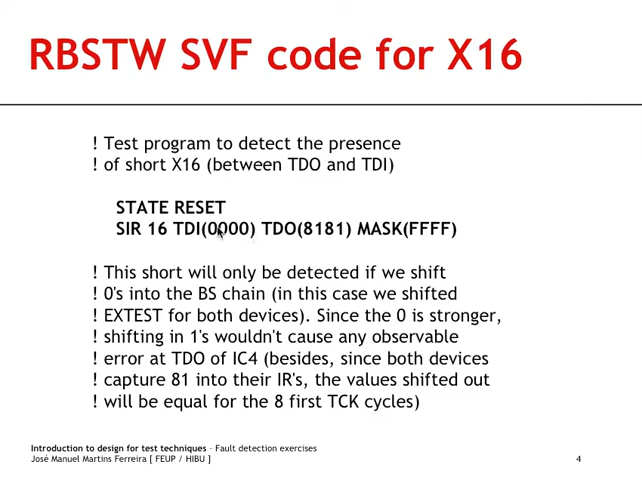 RBSTW SVF code for X16
! Test program to detect the presence
! of short X16 (between TDO and TDI)
STATE RESET
SIR 16 TDI(0000) TDO(8181) MASK(FFFF)
! This short will only be detected if we shift
! 0's into the BS chain (in this case we shifted
! EXTEST for both devices). Since the 0 is stronger,
! shifting in 1's wouldn't cause any observable
! error at TDO of IC4 (besides, since both devices
! capture 81 into their IR's, the values shifted out
! will be equal for the 8 first TCK cycles)
Introduction to design for test techniques - Fault detection exercises
José Manuel Martins Ferreira [ FEUP / HIBU ]
4